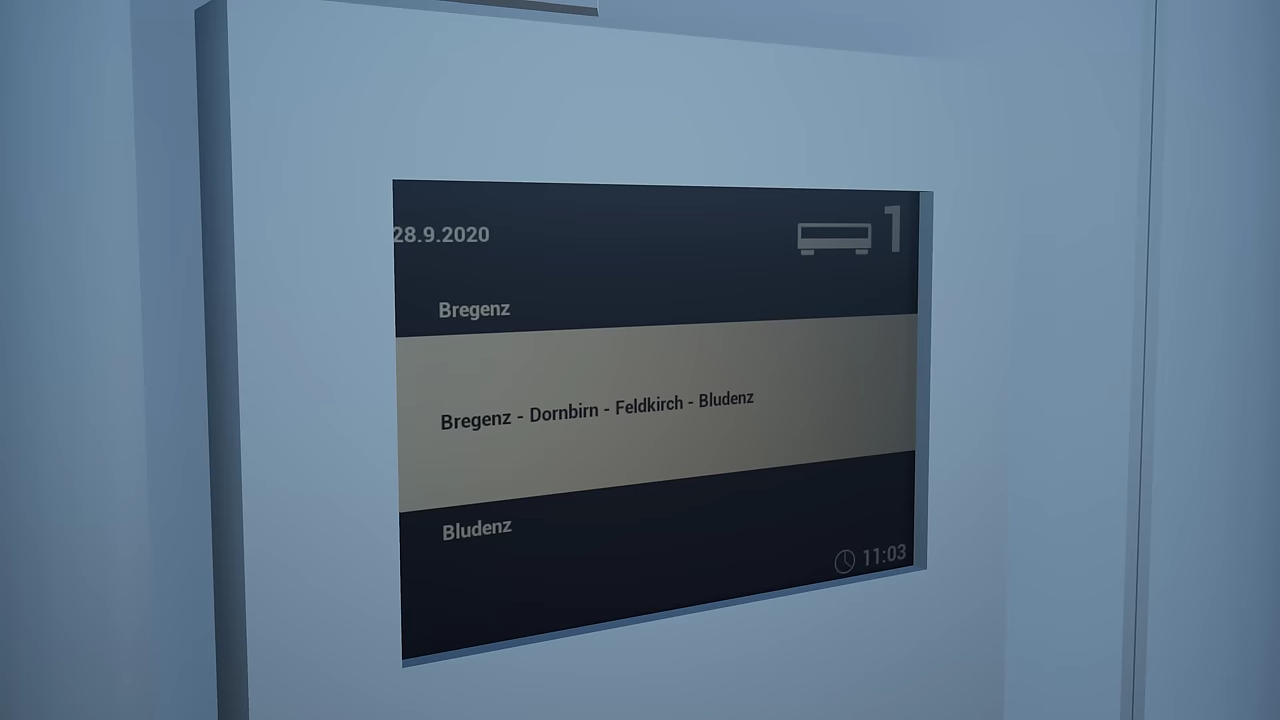 28.9.2020
1
Bregenz
Bregenz - Dornbirn - Feldkirch - Bludenz
Bludenz
11:03